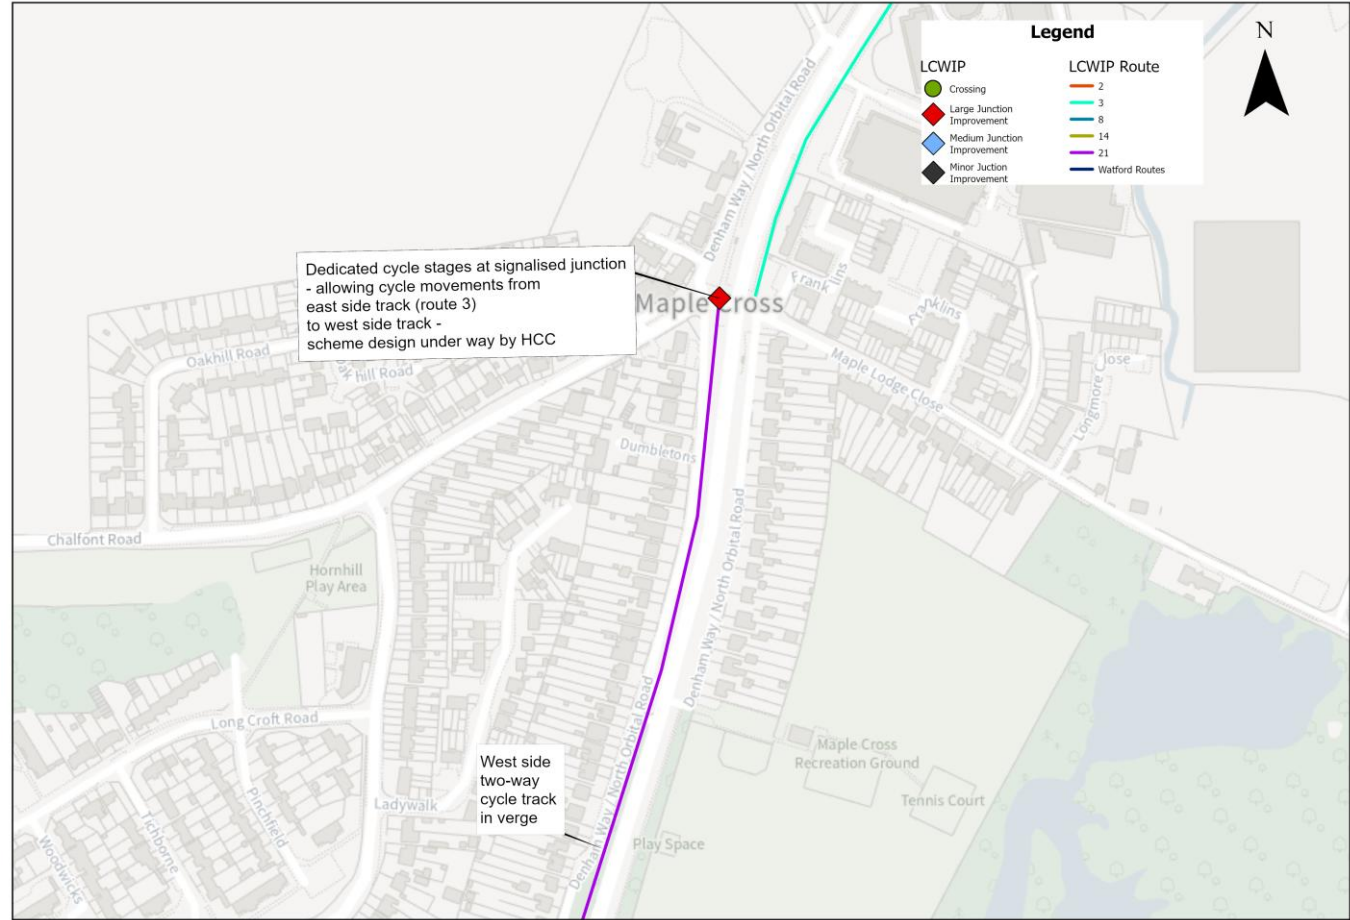 Legend
N
LCWIP
Crossing
Large Junction
Improvement
Medium Junction
Improvement
Minor Juction
Improvement
LCWIP Route
2
3
8
14
21
Watford Routes
Denham Way / North Orbital Road
Dedicated cycle stages at signalised junction
- allowing cycle movements from
east side track (route 3)
to west side track -
scheme design under way by HCC
Maple Cross
Franklins
Franklins
Oakhill Road
hill Road
Maple Lodge Close
Longmore Close
Dumbletons
Chalfont Road
Denham Way / North Orbital Road
Hornhill
Play Area
Denham Way / North Orbital Road
Long Croft Road
West side
two-way
cycle track
in verge
Maple Cross
Recreation Ground
Tennis Court
Ladywalk
Pinchfield
Tichborne
Woodwicks
Play Space